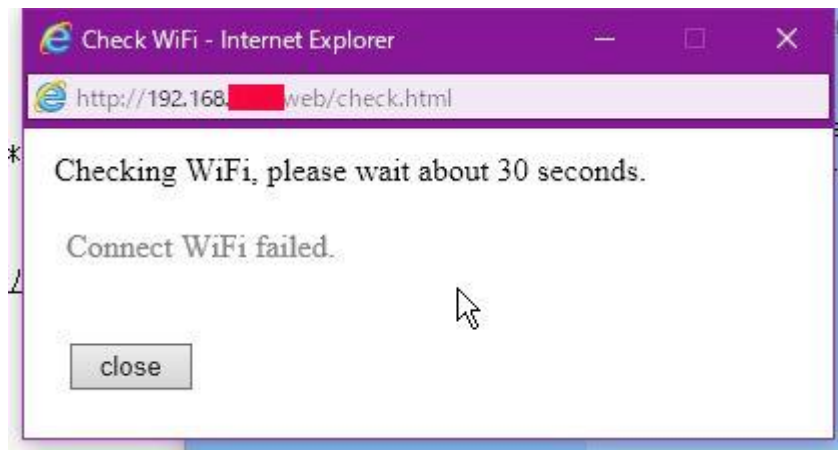 Check WiFi - Internet Explorer
http://192.168. web/check.html
Checking WiFi, please wait about 30 seconds.
Connect WiFi failed.
close